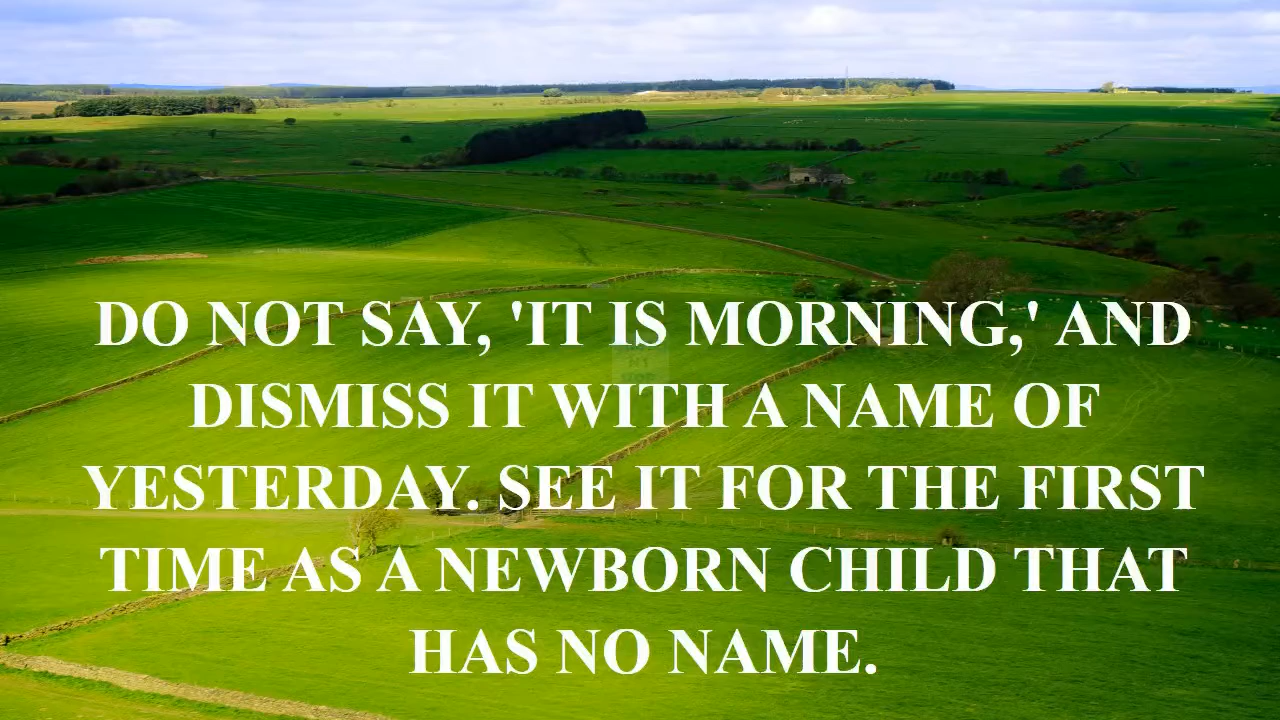 DO NOT SAY, 'IT IS MORNING,' AND
DISMISS IT WITH A NAME OF
YESTERDAY. SEE IT FOR THE FIRST
TIME AS A NEWBORN CHILD THAT
HAS NO NAME.